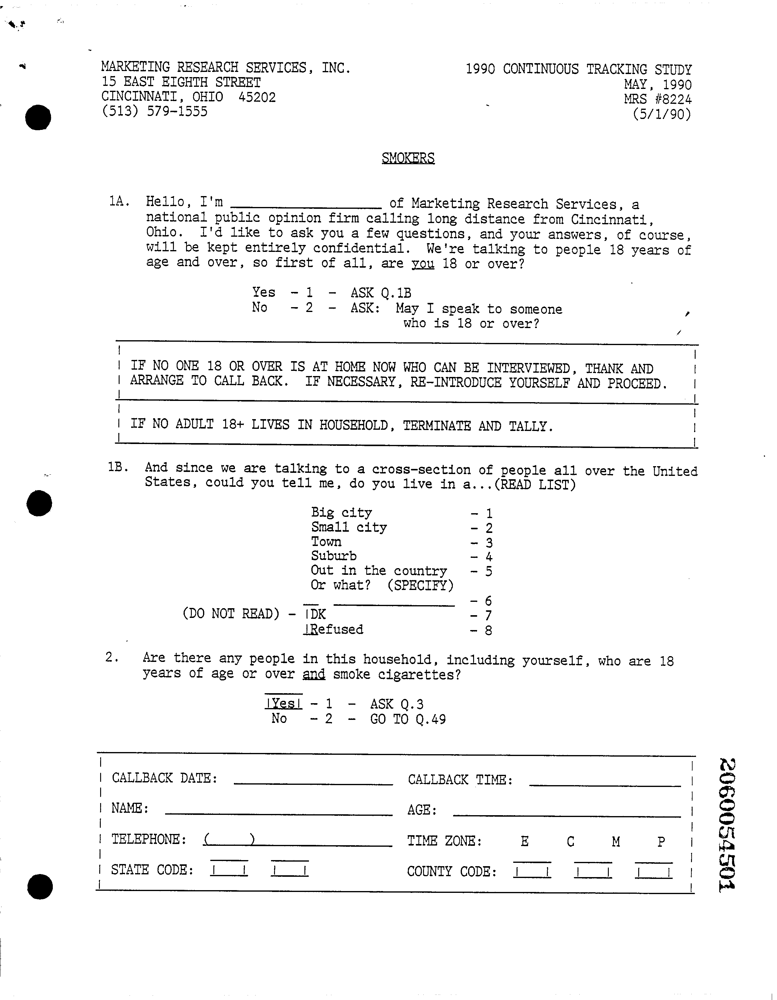 MARKETING RESEARCH SERVICES, INC. 1990 CONTINUOUS TRACKING STUDY
15 EAST EIGHTH STREET MAY, 1990
CINCINNATI, OHIO 45202 MRS #8224
(513) 579-1555 (5/1/90)
SMOKERS
1A. Hello, I'm ____________________ of Marketing Research Services, a
national public opinion firm calling long distance from Cincinnati,
Ohio. I'd like to ask you a few questions, and your answers, of course,
will be kept entirely confidential. We're talking to people 18 years of
age and over, so first of all, are you 18 or over?
Yes - 1 - ASK Q.1B
No - 2 - ASK: May I speak to someone
who is 18 or over?
IF NO ONE 18 OR OVER IS AT HOME NOW WHO CAN BE INTERVIEWED, THANK AND
ARRANGE TO CALL BACK. IF NECESSARY, RE-INTRODUCE YOURSELF AND PROCEED.
IF NO ADULT 18+ LIVES IN HOUSEHOLD, TERMINATE AND TALLY.
1B. And since we are talking to a cross-section of people all over the United
States, could you tell me, do you live in a...(READ LIST)
Big city - 1
Small city - 2
Town - 3
Suburb - 4
Out in the country - 5
Or what? (SPECIFY)
________________ - 6
(DO NOT READ) - DK - 7
Refused - 8
2. Are there any people in this household, including yourself, who are 18
years of age or over and smoke cigarettes?
Yes - 1 - ASK Q.3
No - 2 - GO TO Q.49
CALLBACK DATE: ____________________ CALLBACK TIME: ____________________
NAME: ____________________ AGE: ____________________
TELEPHONE: (    ) ____________________ TIME ZONE: E C M P
STATE CODE: COUNTY CODE:
2060054501